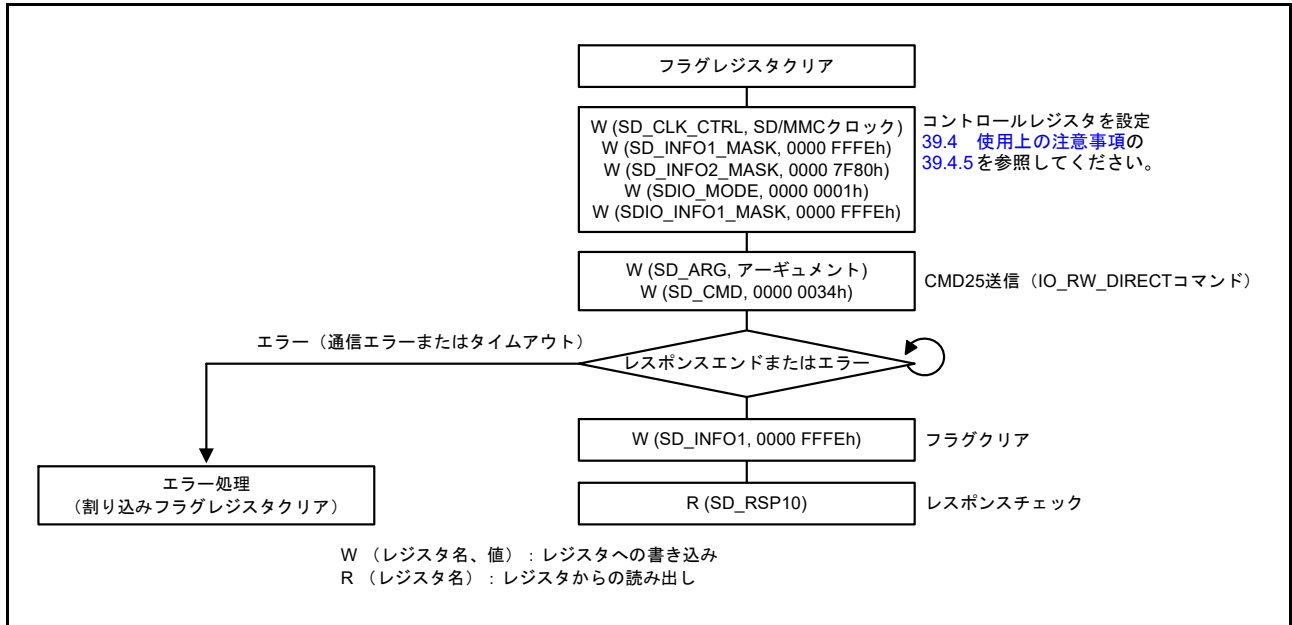 フラグレジスタクリア
W (SD_CLK_CTRL, SD/MMCクロック)
W (SD_INFO1_MASK, 0000 FFFEh)
W (SD_INFO2_MASK, 0000 7F80h)
W (SDIO_MODE, 0000 0001h)
W (SDIO_INFO1_MASK, 0000 FFFEh)
コントロールレジスタを設定
39.4 使用上の注意事項の
39.4.5を参照してください。
W (SD_ARG, アーギュメント)
W (SD_CMD, 0000 0034h)
CMD25送信（IO_RW_DIRECTコマンド）
エラー（通信エラーまたはタイムアウト）
レスポンスエンドまたはエラー
W (SD_INFO1, 0000 FFFEh)
フラグクリア
エラー処理
（割り込みフラグレジスタクリア）
R (SD_RSP10)
レスポンスチェック
W （レジスタ名、値）：レジスタへの書き込み
R （レジスタ名）：レジスタからの読み出し